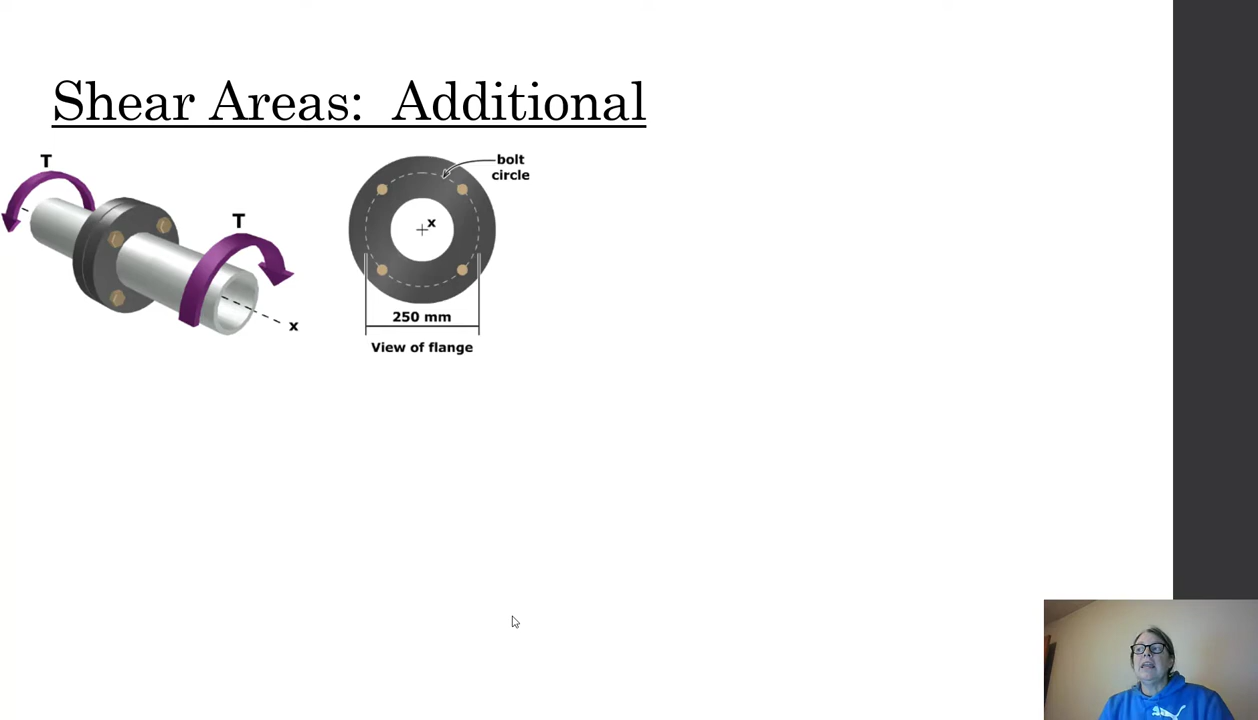 Shear Areas: Additional
T
T
x
bolt
circle
x
250 mm
View of flange